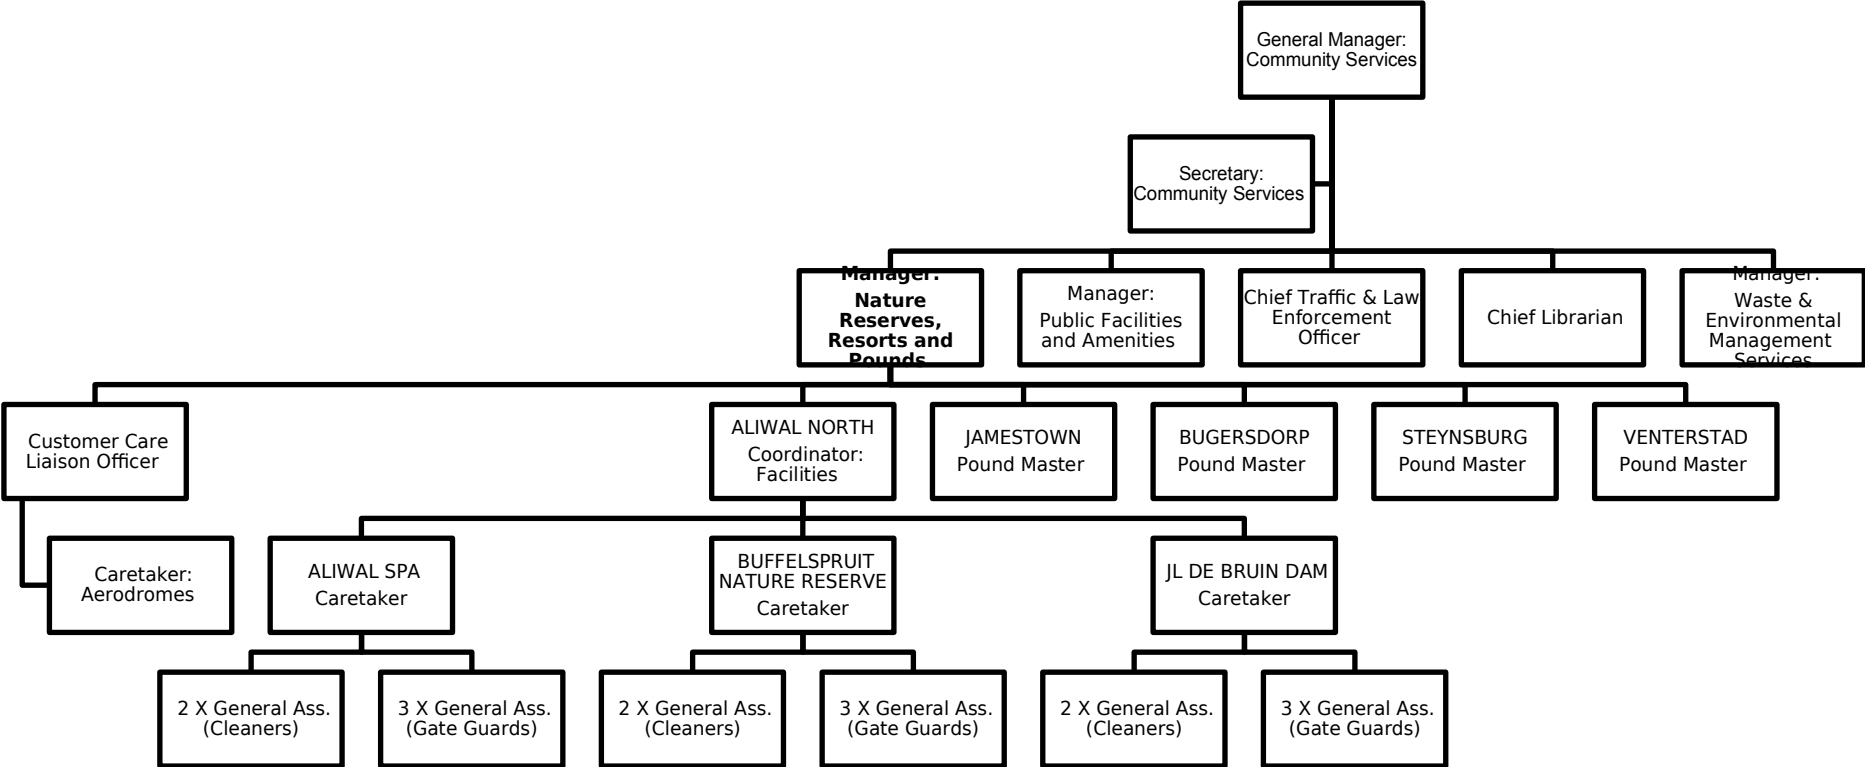 General Manager:
Community Services
Secretary:
Community Services
Manager:
Nature
Reserves,
Resorts and
Pounds
Manager:
Public Facilities
and Amenities
Chief Traffic & Law
Enforcement
Officer
Chief Librarian
Manager:
Waste &
Environmental
Management
Services
Customer Care
Liaison Officer
ALIWAL NORTH
Coordinator:
Facilities
JAMESTOWN
Pound Master
BUGERSDORP
Pound Master
STEYNSBURG
Pound Master
VENTERSTAD
Pound Master
Caretaker:
Aerodromes
ALIWAL SPA
Caretaker
BUFFELSPRUIT
NATURE RESERVE
Caretaker
JL DE BRUIN DAM
Caretaker
2 X General Ass.
(Cleaners)
3 X General Ass.
(Gate Guards)
2 X General Ass.
(Cleaners)
3 X General Ass.
(Gate Guards)
2 X General Ass.
(Cleaners)
3 X General Ass.
(Gate Guards)